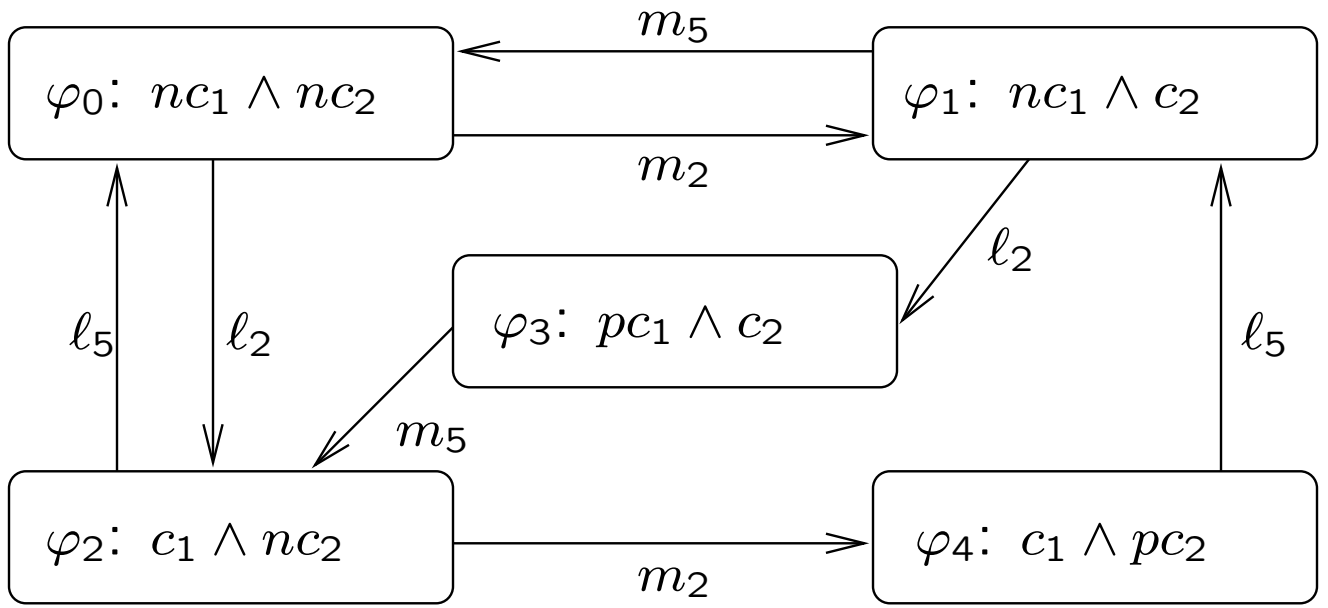 m₅
φ₀: nc₁ ∧ nc₂
φ₁: nc₁ ∧ c₂
m₂
ℓ₂
φ₃: pc₁ ∧ c₂
ℓ₅
ℓ₂
ℓ₅
m₅
φ₂: c₁ ∧ nc₂
φ₄: c₁ ∧ pc₂
m₂